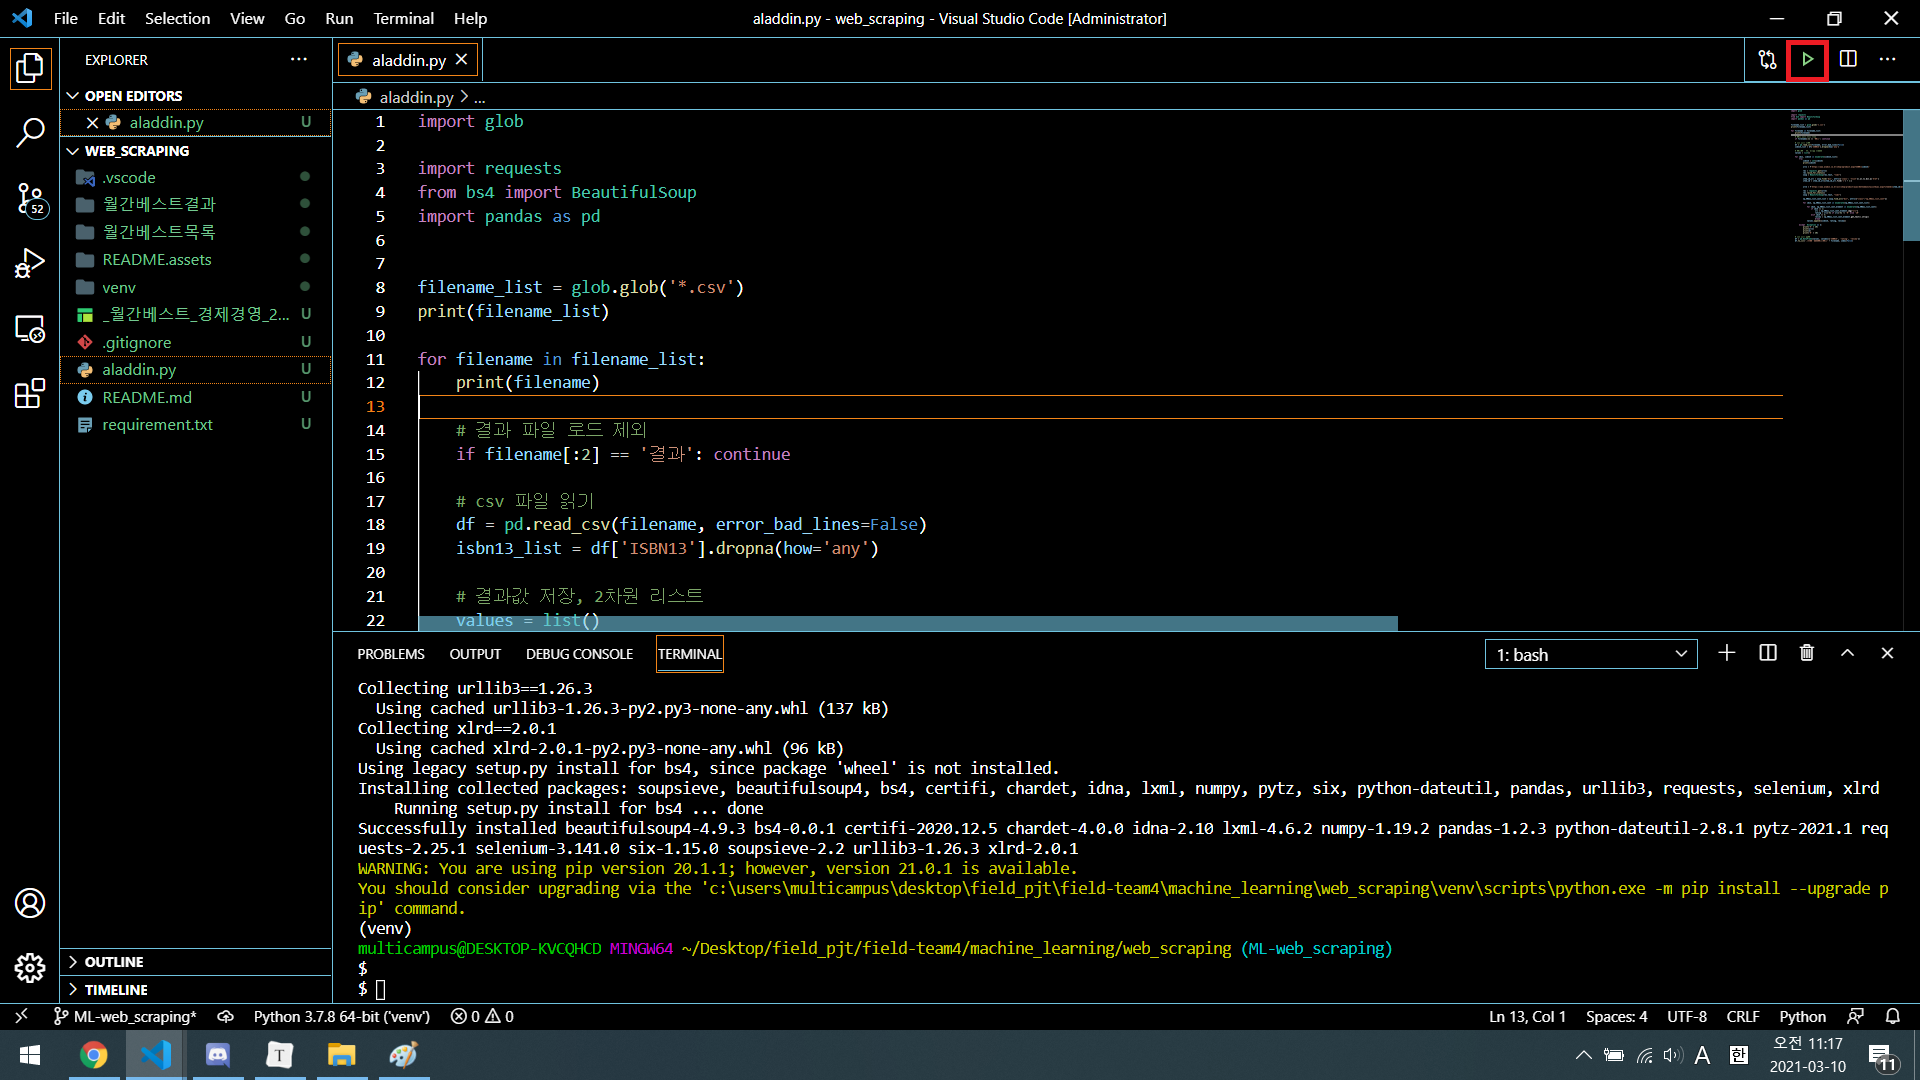 File Edit Selection View Go Run Terminal Help
aladdin.py - web_scraping - Visual Studio Code [Administrator]
EXPLORER
OPEN EDITORS
aladdin.py U
WEB_SCRAPING
.vscode
월간베스트결과
월간베스트목록
README.assets
venv
_월간베스트_경제경영_2... U
.gitignore U
aladdin.py U
README.md U
requirement.txt U
OUTLINE
TIMELINE
52
aladdin.py
aladdin.py > ...
1 import glob
2
3 import requests
4 from bs4 import BeautifulSoup
5 import pandas as pd
6
7
8 filename_list = glob.glob('*.csv')
9 print(filename_list)
10
11 for filename in filename_list:
12 print(filename)
13
14 # 결과 파일 로드 제외
15 if filename[:2] == '결과': continue
16
17 # csv 파일 읽기
18 df = pd.read_csv(filename, error_bad_lines=False)
19 isbn13_list = df['ISBN13'].dropna(how='any')
20
21 # 결과값 저장, 2차원 리스트
22 values = list()
PROBLEMS OUTPUT DEBUG CONSOLE TERMINAL
1: bash
Collecting urllib3==1.26.3
Using cached urllib3-1.26.3-py2.py3-none-any.whl (137 kB)
Collecting xlrd==2.0.1
Using cached xlrd-2.0.1-py2.py3-none-any.whl (96 kB)
Using legacy setup.py install for bs4, since package 'wheel' is not installed.
Installing collected packages: soupsieve, beautifulsoup4, bs4, certifi, chardet, idna, lxml, numpy, pytz, six, python-dateutil, pandas, urllib3, requests, selenium, xlrd
Running setup.py install for bs4 ... done
Successfully installed beautifulsoup4-4.9.3 bs4-0.0.1 certifi-2020.12.5 chardet-4.0.0 idna-2.10 lxml-4.6.2 numpy-1.19.2 pandas-1.2.3 python-dateutil-2.8.1 pytz-2021.1 req
uests-2.25.1 selenium-3.141.0 six-1.15.0 soupsieve-2.2 urllib3-1.26.3 xlrd-2.0.1
WARNING: You are using pip version 20.1.1; however, version 21.0.1 is available.
You should consider upgrading via the 'c:\users\multicampus\desktop\field_pjt\field-team4\machine_learning\web_scraping\venv\scripts\python.exe -m pip install --upgrade p
ip' command.
(venv)
multicampus@DESKTOP-KVCQHCD MINGW64 ~/Desktop/field_pjt/field-team4/machine_learning/web_scraping (ML-web_scraping)
$
$
ML-web_scraping* Python 3.7.8 64-bit ('venv') 0 0
Ln 13, Col 1 Spaces: 4 UTF-8 CRLF Python
T
A 한
오전 11:17
2021-03-10
11